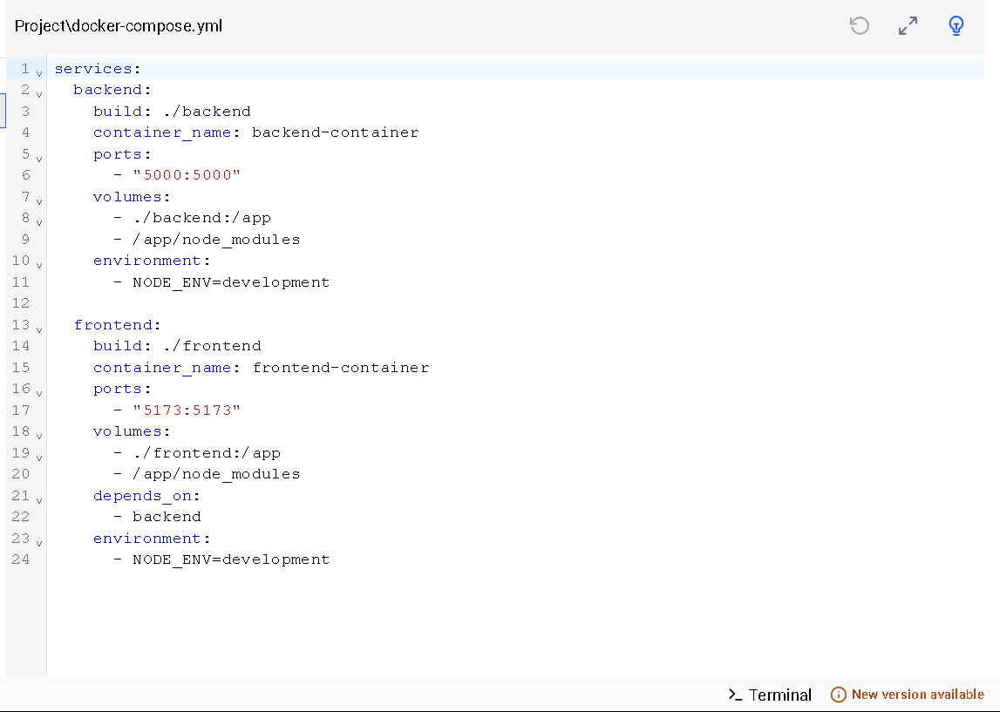 Project\docker-compose.yml
1 services:
2   backend:
3     build: ./backend
4     container_name: backend-container
5     ports:
6       - "5000:5000"
7     volumes:
8       - ./backend:/app
9       - /app/node_modules
10     environment:
11       - NODE_ENV=development
12
13   frontend:
14     build: ./frontend
15     container_name: frontend-container
16     ports:
17       - "5173:5173"
18     volumes:
19       - ./frontend:/app
20       - /app/node_modules
21     depends_on:
22       - backend
23     environment:
24       - NODE_ENV=development
>_ Terminal New version available